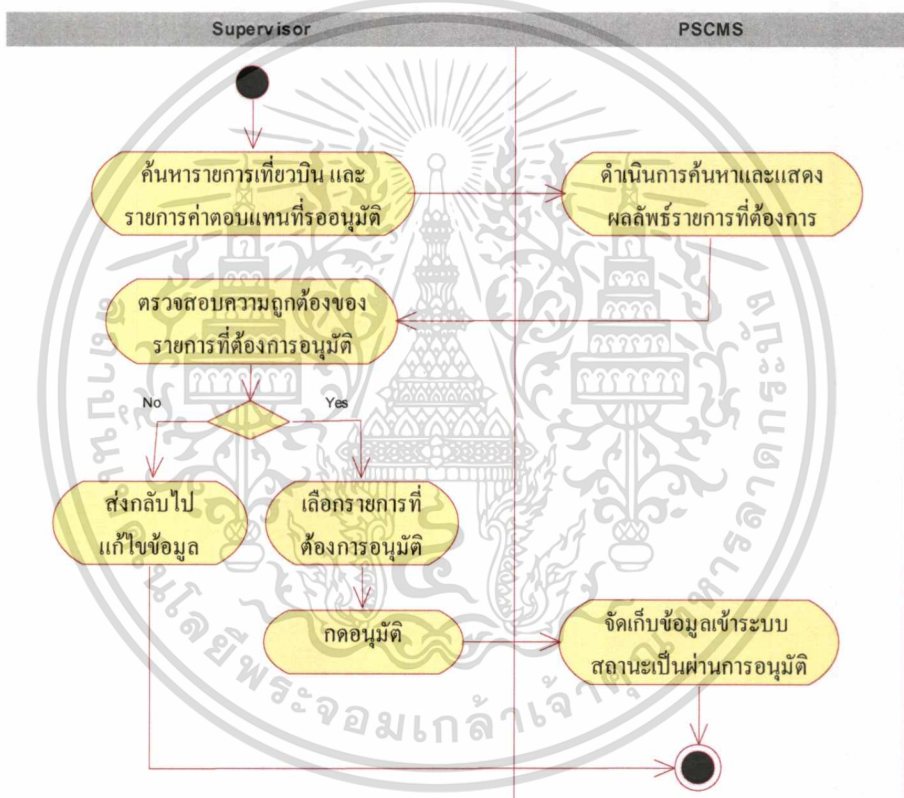 Supervisor
PSCMS
ค้นหารายการเที่ยวบิน และ
รายการค่าตอบแทนที่รออนุมัติ
ดำเนินการค้นหาและแสดง
ผลลัพธ์รายการที่ต้องการ
ตรวจสอบความถูกต้องของ
รายการที่ต้องการอนุมัติ
No
Yes
ส่งกลับไป
แก้ไขข้อมูล
เลือกรายการที่
ต้องการอนุมัติ
กดอนุมัติ
จัดเก็บข้อมูลเข้าระบบ
สถานะเป็นผ่านการอนุมัติ